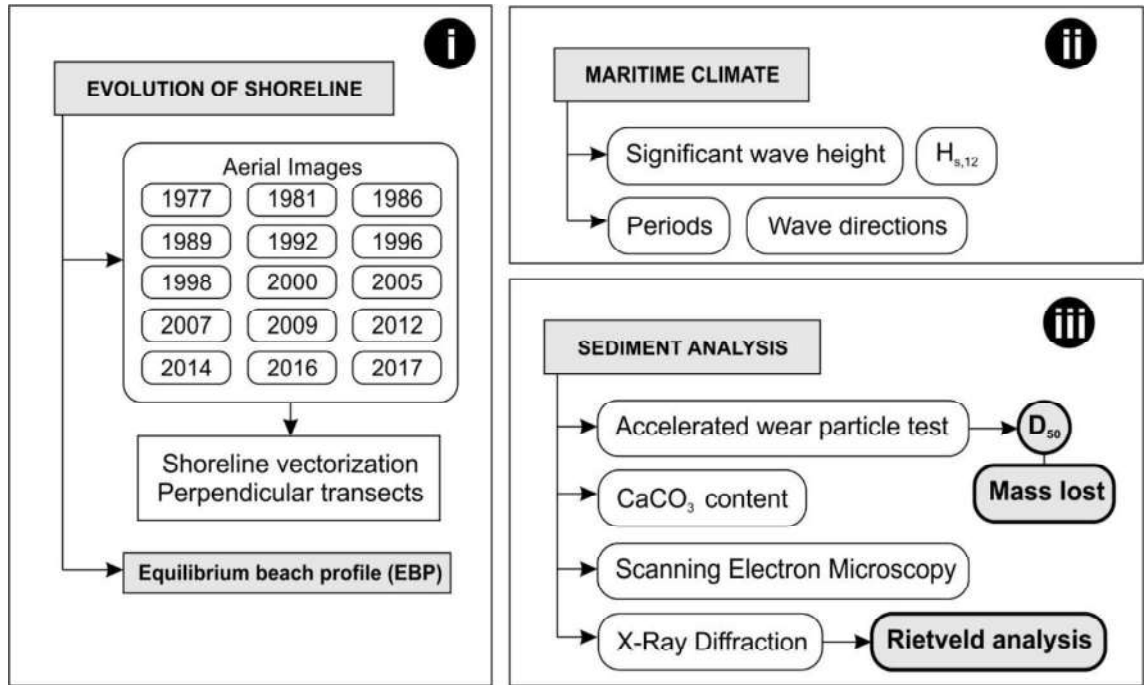 i
EVOLUTION OF SHORELINE
Aerial Images
1977 1981 1986
1989 1992 1996
1998 2000 2005
2007 2009 2012
2014 2016 2017
Shoreline vectorization
Perpendicular transects
Equilibrium beach profile (EBP)
ii
MARITIME CLIMATE
Significant wave height H_{s,12}
Periods Wave directions
iii
SEDIMENT ANALYSIS
Accelerated wear particle test D₅₀
Mass lost
CaCO₃ content
Scanning Electron Microscopy
X-Ray Diffraction Rietveld analysis